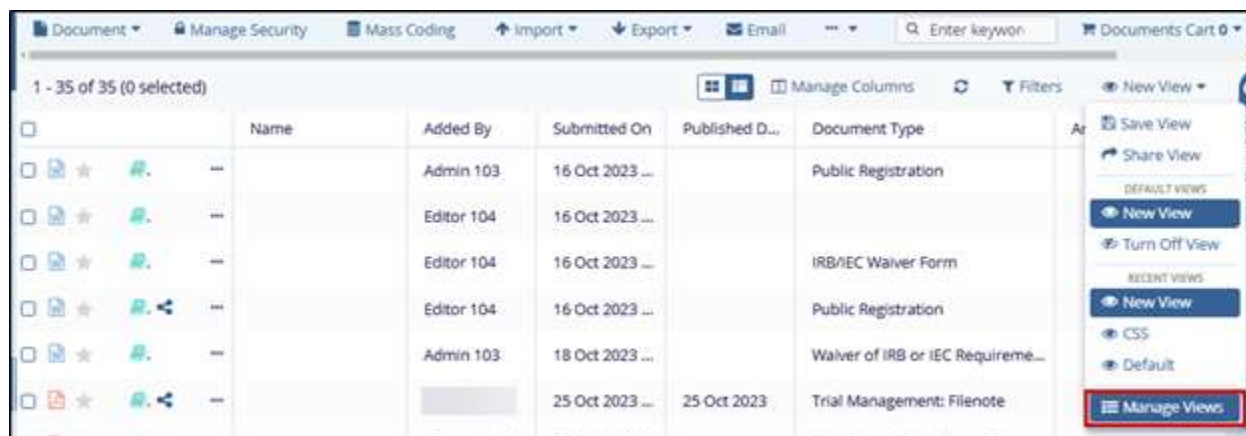 Document Manage Security Mass Coding Import Export Email ... Enter keywor Documents Cart 0
1 - 35 of 35 (0 selected) Manage Columns Filters New View
Name Added By Submitted On Published D... Document Type
Save View
Share View
DEFAULT VIEWS
New View
Turn Off View
RECENT VIEWS
New View
CSS
Default
Manage Views
Admin 103 16 Oct 2023 ... Public Registration
Editor 104 16 Oct 2023 ...
Editor 104 16 Oct 2023 ... IRB/IEC Waiver Form
Editor 104 16 Oct 2023 ... Public Registration
Admin 103 18 Oct 2023 ... Waiver of IRB or IEC Requireme...
25 Oct 2023 ... 25 Oct 2023 Trial Management: Filenote